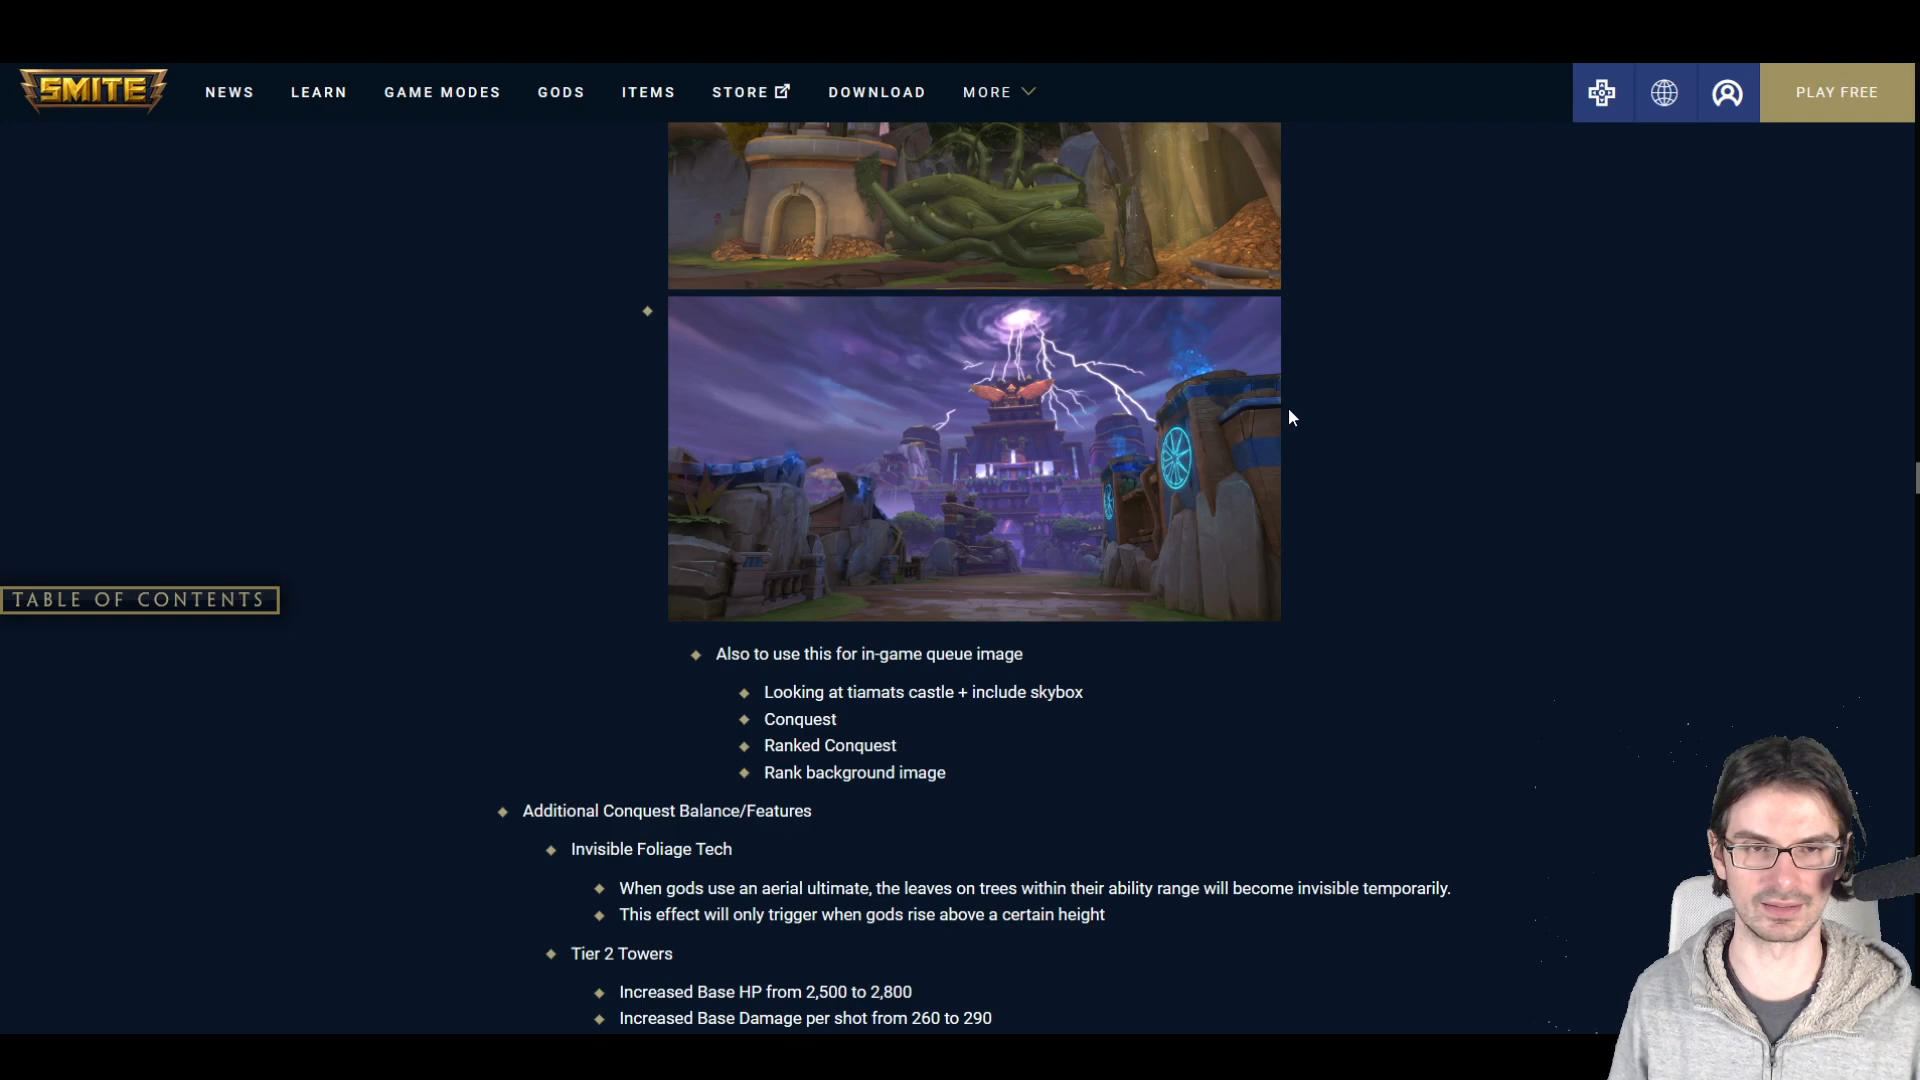 SMITE
NEWS LEARN GAME MODES GODS ITEMS STORE DOWNLOAD MORE PLAY FREE
TABLE OF CONTENTS
Also to use this for in-game queue image
Looking at tiamats castle + include skybox
Conquest
Ranked Conquest
Rank background image
Additional Conquest Balance/Features
Invisible Foliage Tech
When gods use an aerial ultimate, the leaves on trees within their ability range will become invisible temporarily.
This effect will only trigger when gods rise above a certain height
Tier 2 Towers
Increased Base HP from 2,500 to 2,800
Increased Base Damage per shot from 260 to 290